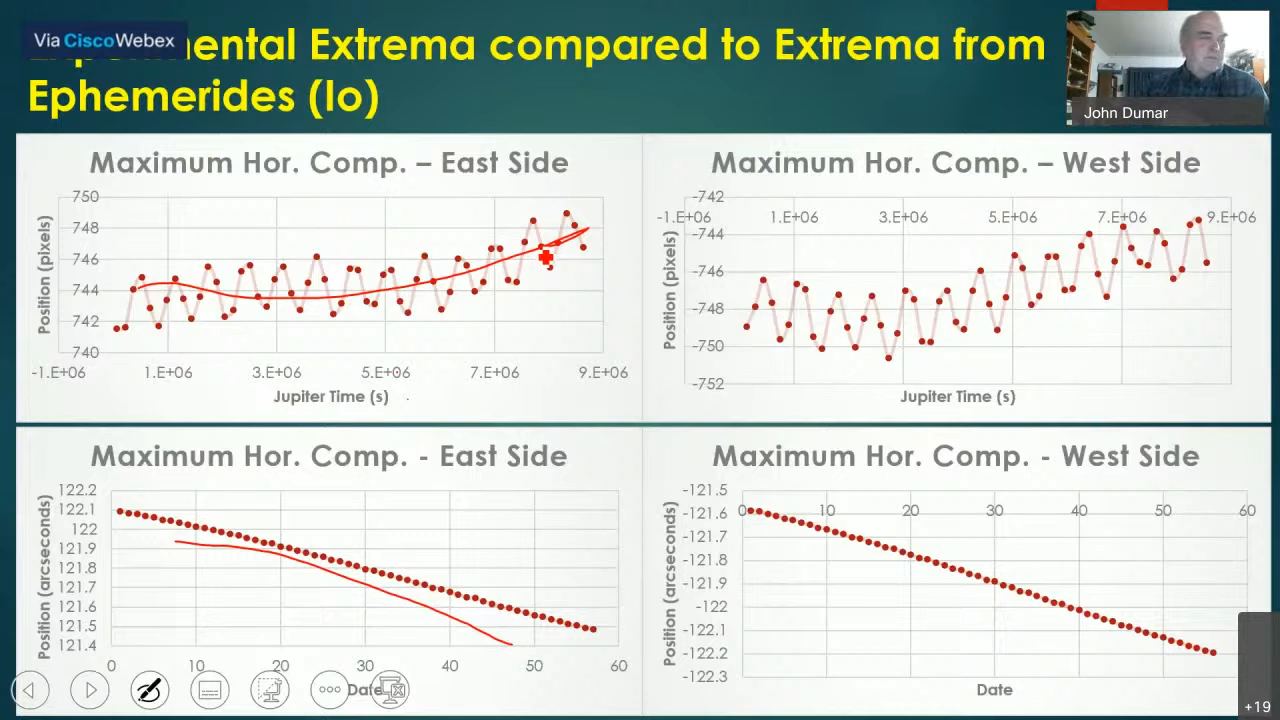 Via Cisco Webex
ental Extrema compared to Extrema from
Ephemerides (Io)
John Dumar
Maximum Hor. Comp. – East Side
750
748
746
744
742
740
Position (pixels)
-1.E+06 1.E+06 3.E+06 5.E+06 7.E+06 9.E+06
Jupiter Time (s)
Maximum Hor. Comp. – West Side
-742
-1.E+06 1.E+06 3.E+06 5.E+06 7.E+06 9.E+06
-744
-746
-748
-750
-752
Position (pixels)
Jupiter Time (s)
Maximum Hor. Comp. - East Side
122.2
122.1
122
121.9
121.8
121.7
121.6
121.5
121.4
Position (arcseconds)
0 10 20 30 40 50 60
Date
Maximum Hor. Comp. - West Side
-121.5
0 10 20 30 40 50 60
-121.6
-121.7
-121.8
-121.9
-122
-122.1
-122.2
-122.3
Position (arcseconds)
Date
+19